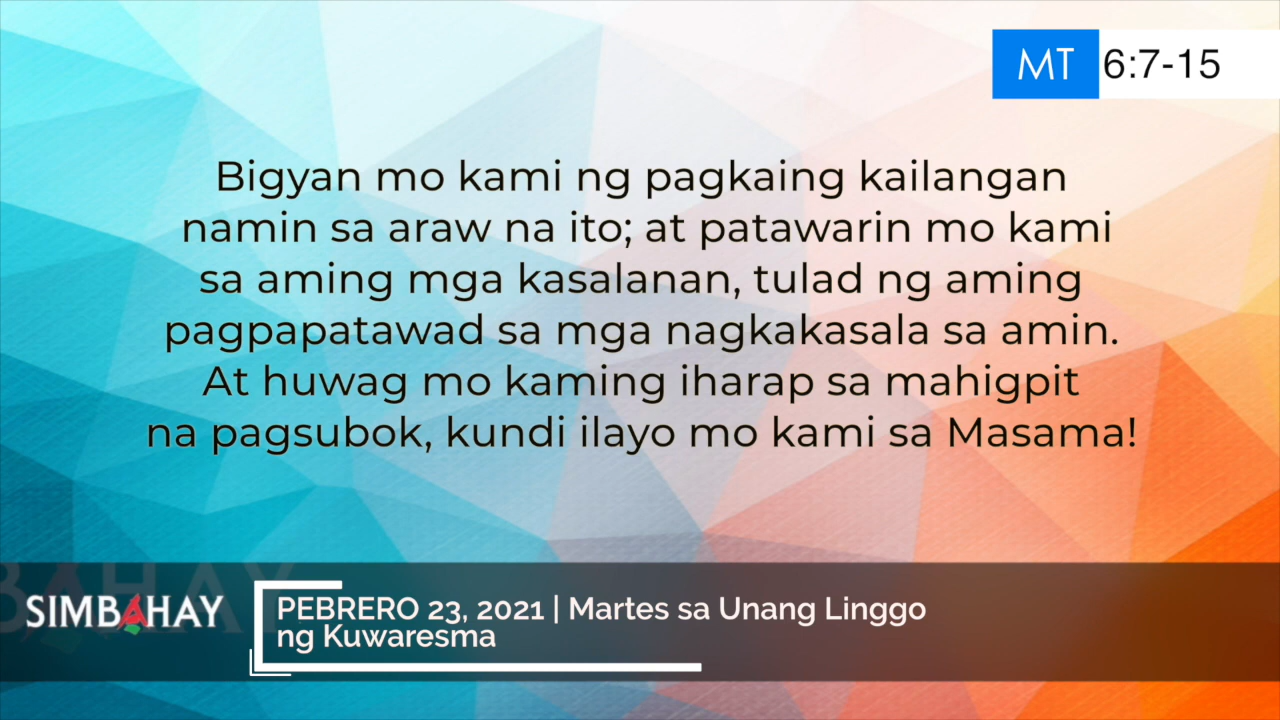 MT 6:7-15
Bigyan mo kami ng pagkaing kailangan
namin sa araw na ito; at patawarin mo kami
sa aming mga kasalanan, tulad ng aming
pagpapatawad sa mga nagkakasala sa amin.
At huwag mo kaming iharap sa mahigpit
na pagsubok, kundi ilayo mo kami sa Masama!
SIMBAHAY
PEBRERO 23, 2021 | Martes sa Unang Linggo
ng Kuwaresma